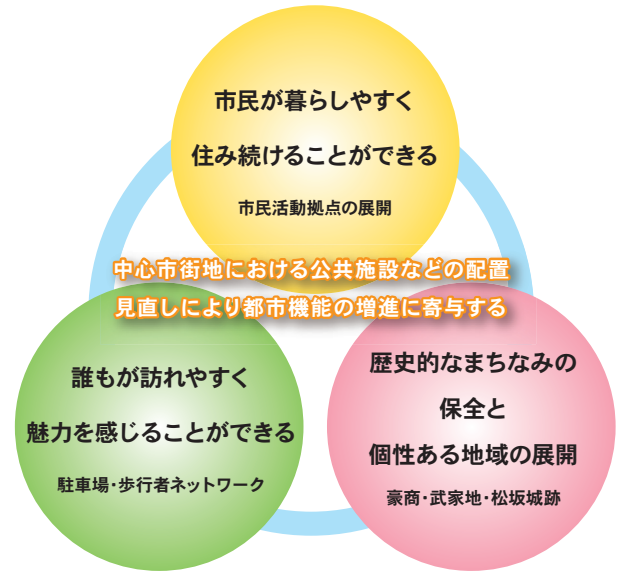 市民が暮らしやすく
住み続けることができる
市民活動拠点の展開
中心市街地における公共施設などの配置
見直しにより都市機能の増進に寄与する
誰もが訪れやすく
魅力を感じることができる
駐車場・歩行者ネットワーク
歴史的なまちなみの
保全と
個性ある地域の展開
豪商・武家地・松坂城跡